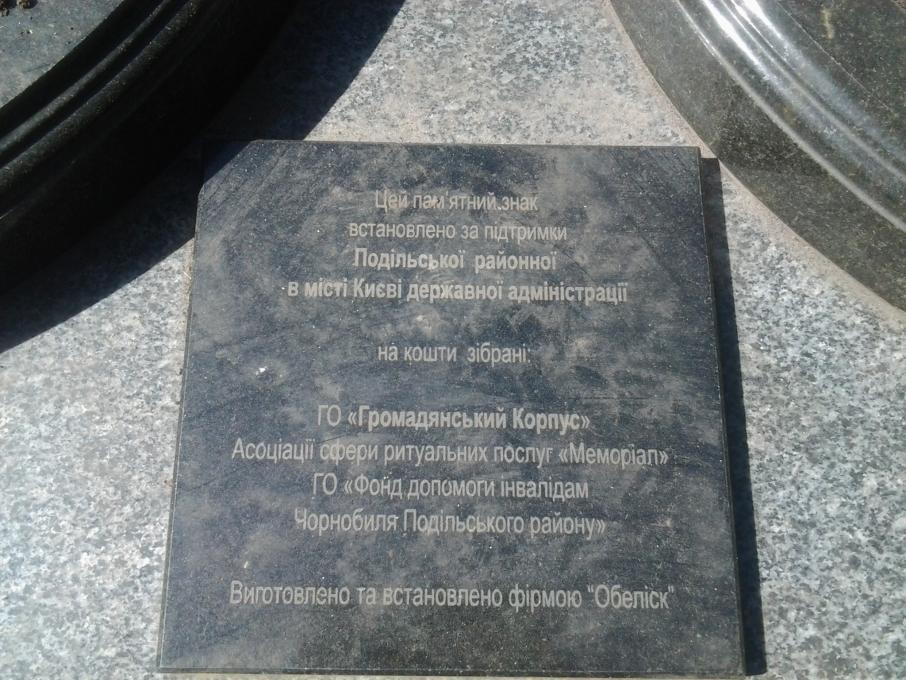 Цей пам'ятний знак
встановлено за підтримки
Подільської районної
в місті Києві державної адміністрації
на кошти зібрані:
ГО «Громадянський Корпус»
Асоціації сфери ритуальних послуг «Меморіал»
ГО «Фонд допомоги інвалідам
Чорнобиля Подільського району»
Виготовлено та встановлено фірмою "Обеліск"